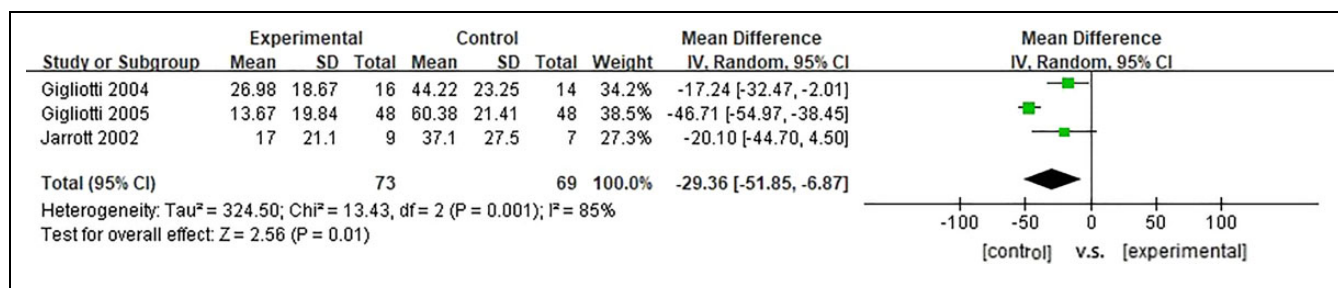 Experimental Control Mean Difference Mean Difference
Study or Subgroup Mean SD Total Mean SD Total Weight IV, Random, 95% CI IV, Random, 95% CI
Gigliotti 2004 26.98 18.67 16 44.22 23.25 14 34.2% -17.24 [-32.47, -2.01]
Gigliotti 2005 13.67 19.84 48 60.38 21.41 48 38.5% -46.71 [-54.97, -38.45]
Jarrott 2002 17 21.1 9 37.1 27.5 7 27.3% -20.10 [-44.70, 4.50]
Total (95% CI) 73 69 100.0% -29.36 [-51.85, -6.87]
Heterogeneity: Tau² = 324.50; Chi² = 13.43, df = 2 (P = 0.001); I² = 85%
Test for overall effect: Z = 2.56 (P = 0.01)
-100 -50 0 50 100
[control] v.s. [experimental]